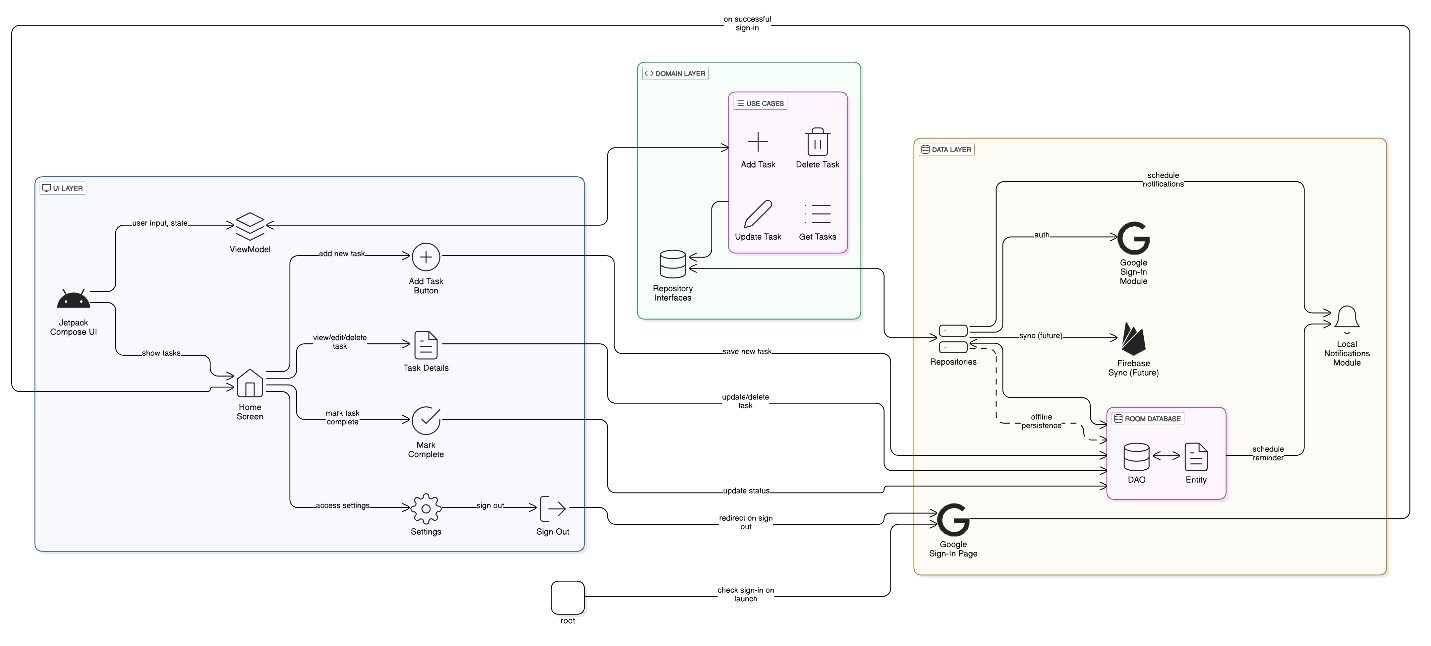 on successful
sign-in
DOMAIN LAYER
USE CASES
Add Task
Delete Task
Update Task
Get Tasks
Repository
Interfaces
DATA LAYER
schedule
notifications
auth
Google
Sign-In
Module
sync (future)
Firebase
Sync (Future)
Repositories
Local
Notifications
Module
offline
persistence
ROOM DATABASE
DAO
Entity
schedule
reminder
Google
Sign-In Page
UI LAYER
user input, state
ViewModel
Jetpack
Compose UI
show tasks
Home
Screen
add new task
Add Task
Button
view/edit/delete
task
Task Details
mark task
complete
Mark
Complete
access settings
Settings
sign out
Sign Out
save new task
update/delete
task
update status
redirect on sign
out
check sign-in on
launch
root